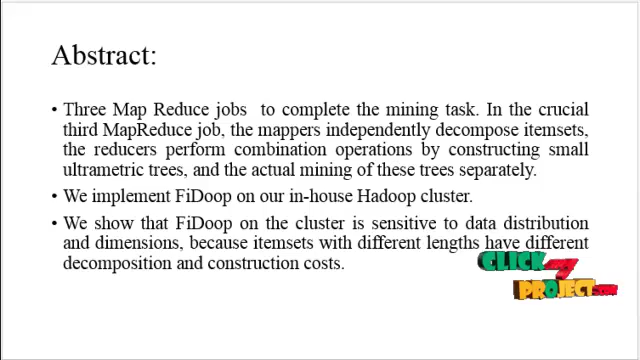 Abstract:
• Three Map Reduce jobs to complete the mining task. In the crucial
third MapReduce job, the mappers independently decompose itemsets,
the reducers perform combination operations by constructing small
ultrametric trees, and the actual mining of these trees separately.
• We implement FiDoop on our in-house Hadoop cluster.
• We show that FiDoop on the cluster is sensitive to data distribution
and dimensions, because itemsets with different lengths have different
decomposition and construction costs.
CLICK
PROJECT